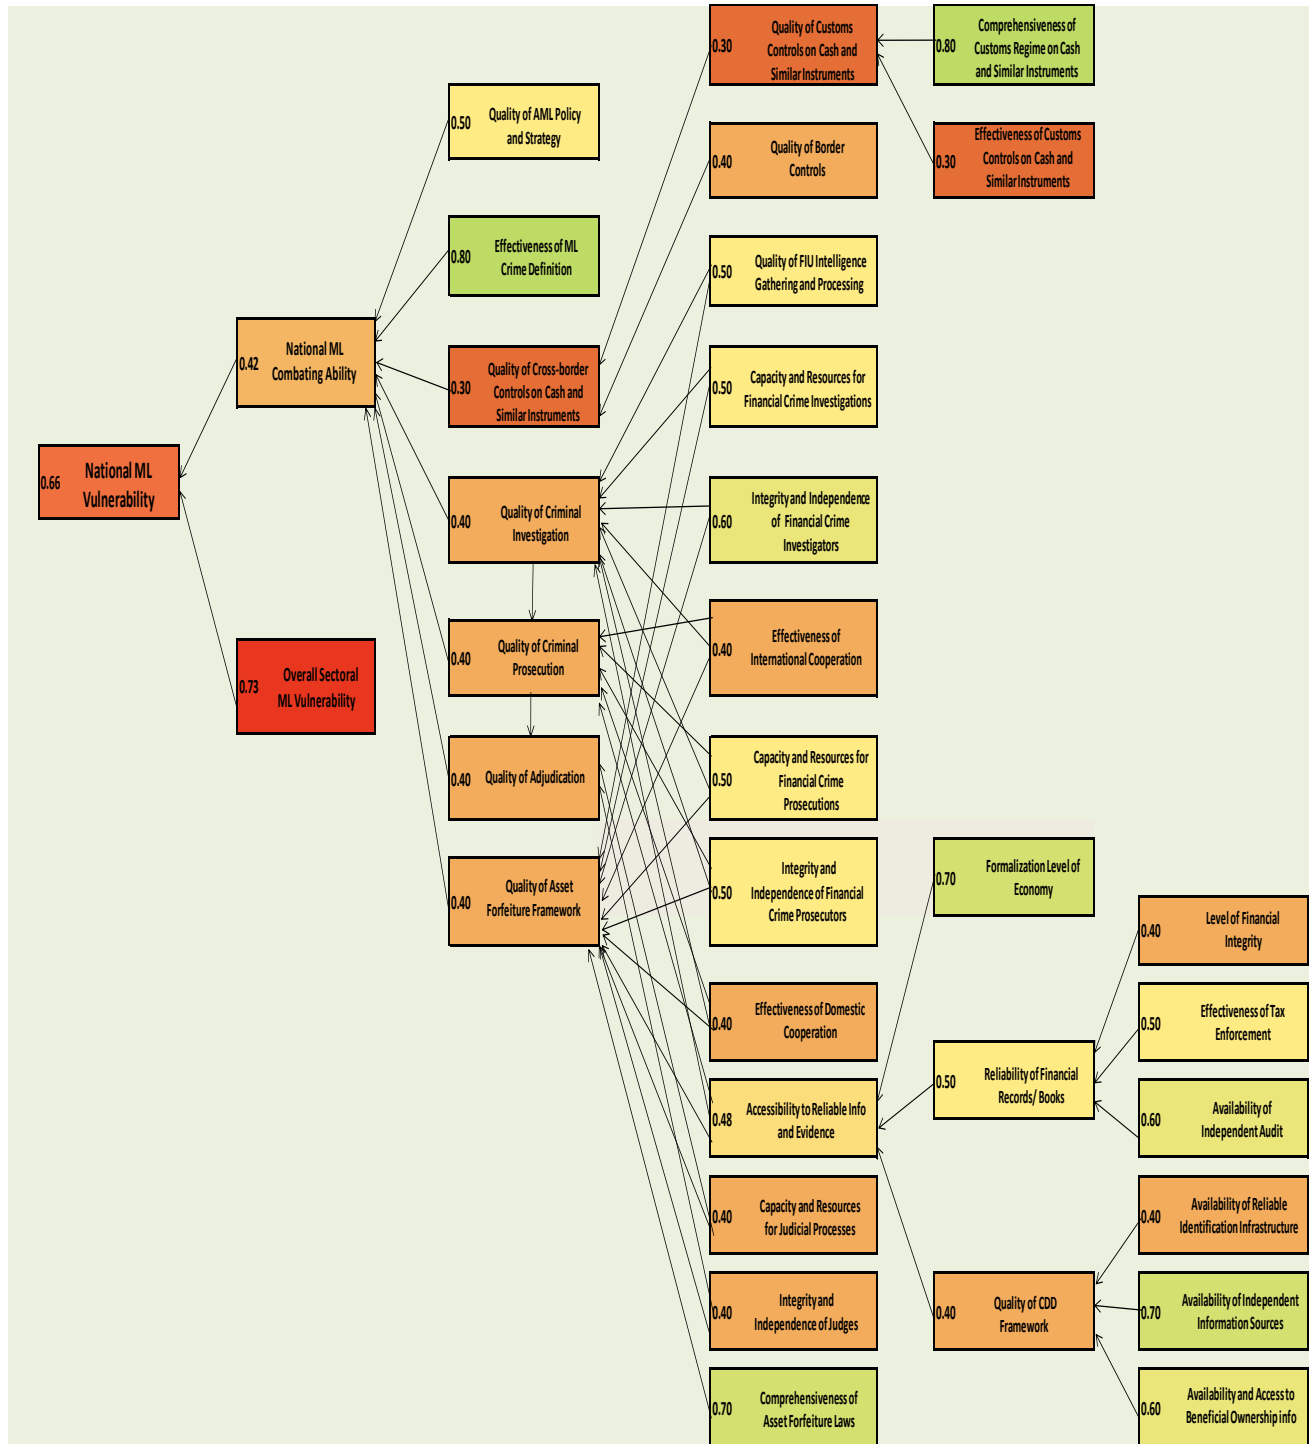 0.66
National ML
Vulnerability
0.42
National ML
Combating Ability
0.73
Overall Sectoral
ML Vulnerability
0.50
Quality of AML Policy
and Strategy
0.80
Effectiveness of ML
Crime Definition
0.30
Quality of Cross-border
Controls on Cash and
Similar Instruments
0.40
Quality of Criminal
Investigation
0.40
Quality of Criminal
Prosecution
0.40
Quality of Adjudication
0.40
Quality of Asset
Forfeiture Framework
0.30
Quality of Customs
Controls on Cash and
Similar Instruments
0.40
Quality of Border
Controls
0.50
Quality of FIU Intelligence
Gathering and Processing
0.50
Capacity and Resources for
Financial Crime Investigations
0.60
Integrity and Independence
of Financial Crime
Investigators
0.40
Effectiveness of
International Cooperation
0.50
Capacity and Resources for
Financial Crime
Prosecutions
0.50
Integrity and
Independence of Financial
Crime Prosecutors
0.40
Effectiveness of Domestic
Cooperation
0.48
Accessibility to Reliable Info
and Evidence
0.40
Capacity and Resources
for Judicial Processes
0.40
Integrity and
Independence of Judges
0.70
Comprehensiveness of
Asset Forfeiture Laws
0.80
Comprehensiveness of
Customs Regime on Cash
and Similar Instruments
0.30
Effectiveness of Customs
Controls on Cash and
Similar Instruments
0.70
Formalization Level of
Economy
0.50
Reliability of Financial
Records/ Books
0.40
Quality of CDD
Framework
0.40
Level of Financial
Integrity
0.50
Effectiveness of Tax
Enforcement
0.60
Availability of
Independent Audit
0.40
Availability of Reliable
Identification Infrastructure
0.70
Availability of Independent
Information Sources
0.60
Availability and Access to
Beneficial Ownership info